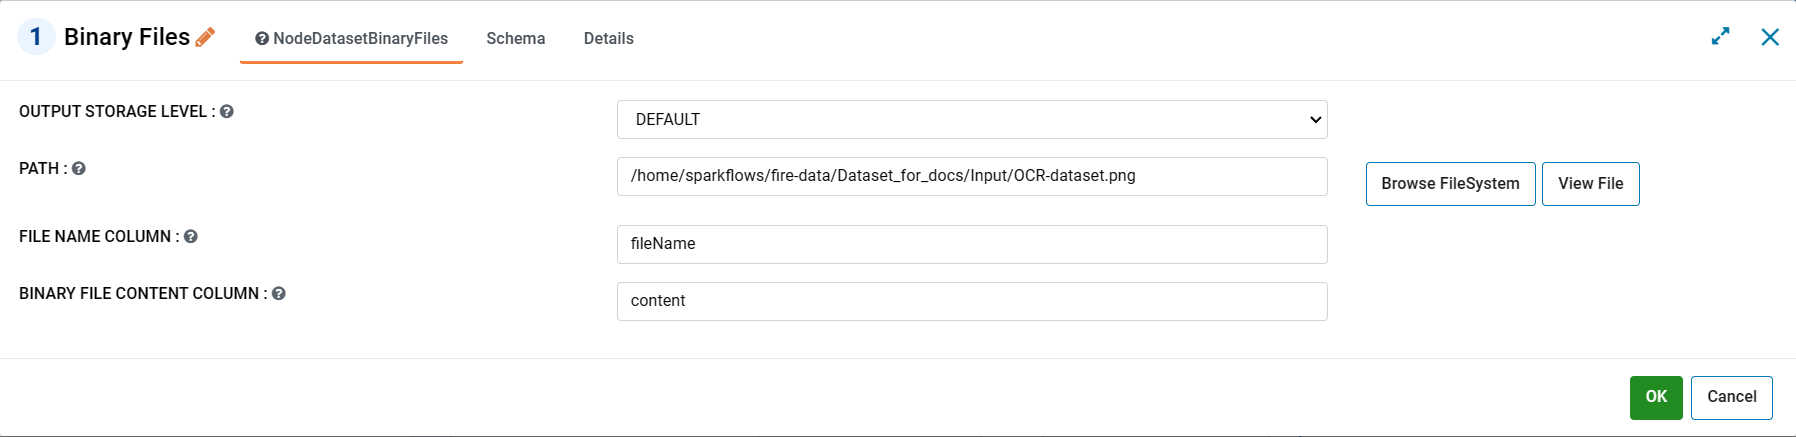 1 Binary Files NodeDatasetBinaryFiles Schema Details
OUTPUT STORAGE LEVEL : DEFAULT
PATH : /home/sparkflows/fire-data/Dataset_for_docs/Input/OCR-dataset.png Browse FileSystem View File
FILE NAME COLUMN : fileName
BINARY FILE CONTENT COLUMN : content
OK Cancel